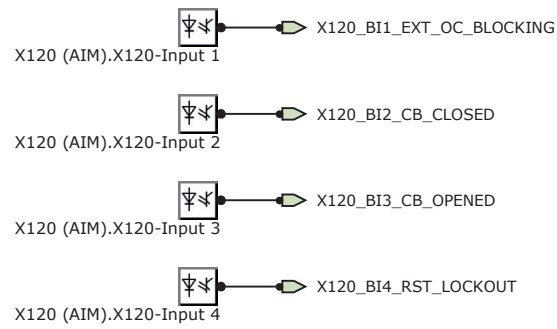 X120_BI1_EXT_OC_BLOCKING
X120 (AIM).X120-Input 1
X120_BI2_CB_CLOSED
X120 (AIM).X120-Input 2
X120_BI3_CB_OPENED
X120 (AIM).X120-Input 3
X120_BI4_RST_LOCKOUT
X120 (AIM).X120-Input 4